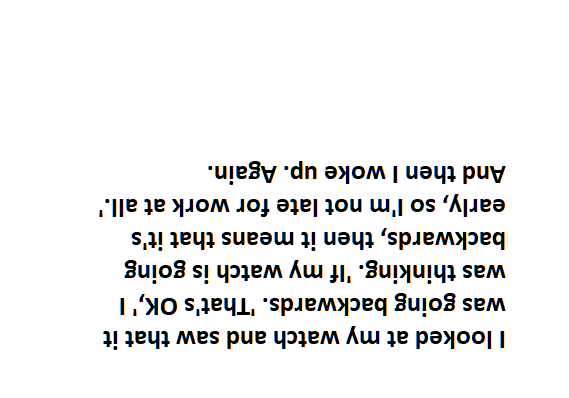 I looked at my watch and saw that it
was going backwards. 'That's OK,' I
was thinking. 'If my watch is going
backwards, then it means that it's
early, so I'm not late for work at all.'
And then I woke up. Again.